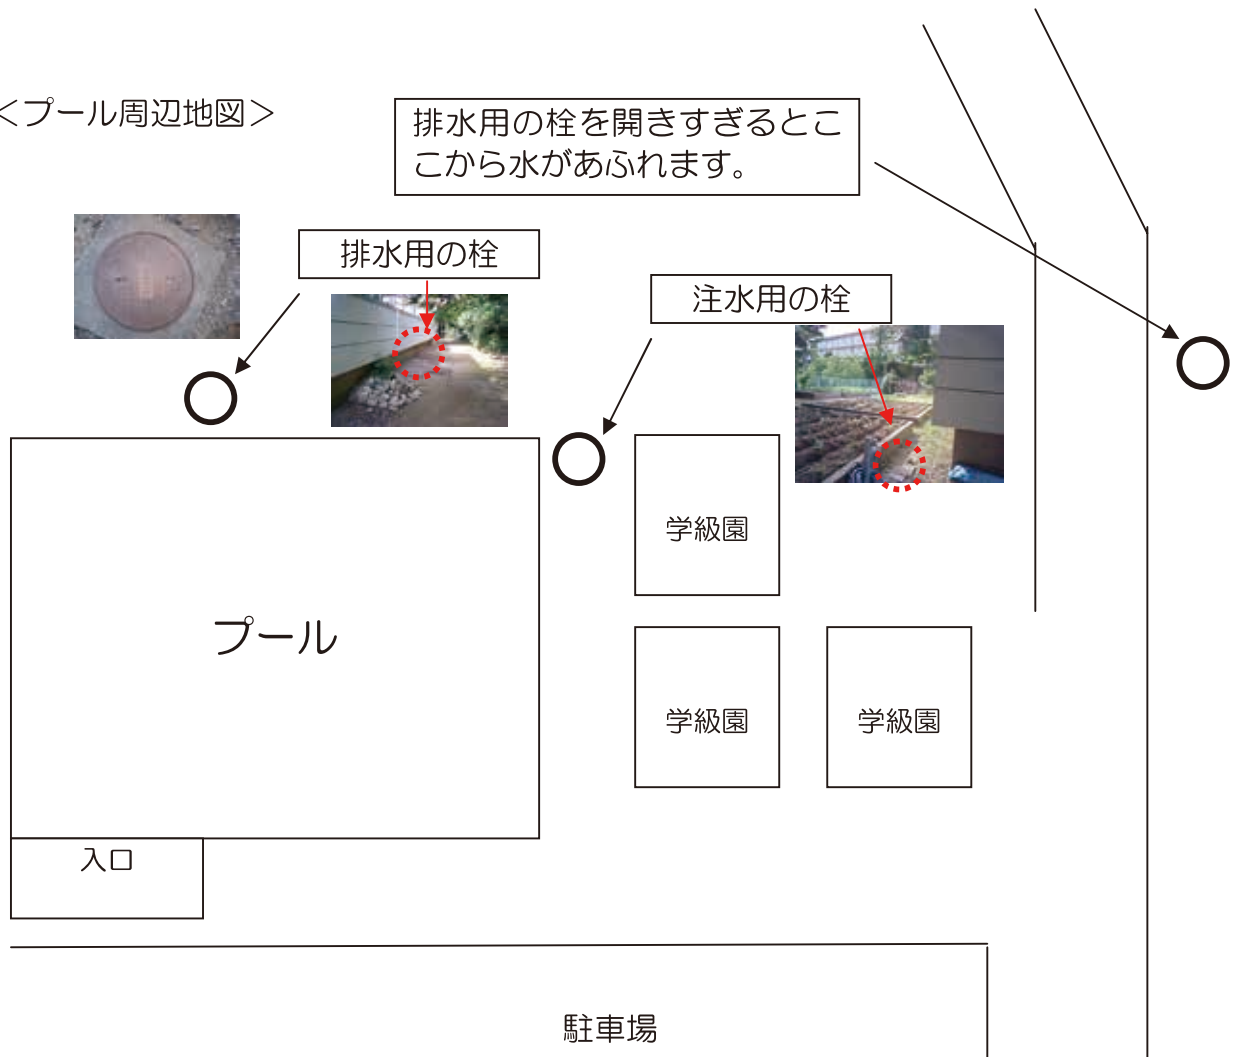 ＜プール周辺地図＞
排水用の栓を開きすぎるとこ
こから水があふれます。
排水用の栓
注水用の栓
学級園
プール
学級園
学級園
入口
駐車場